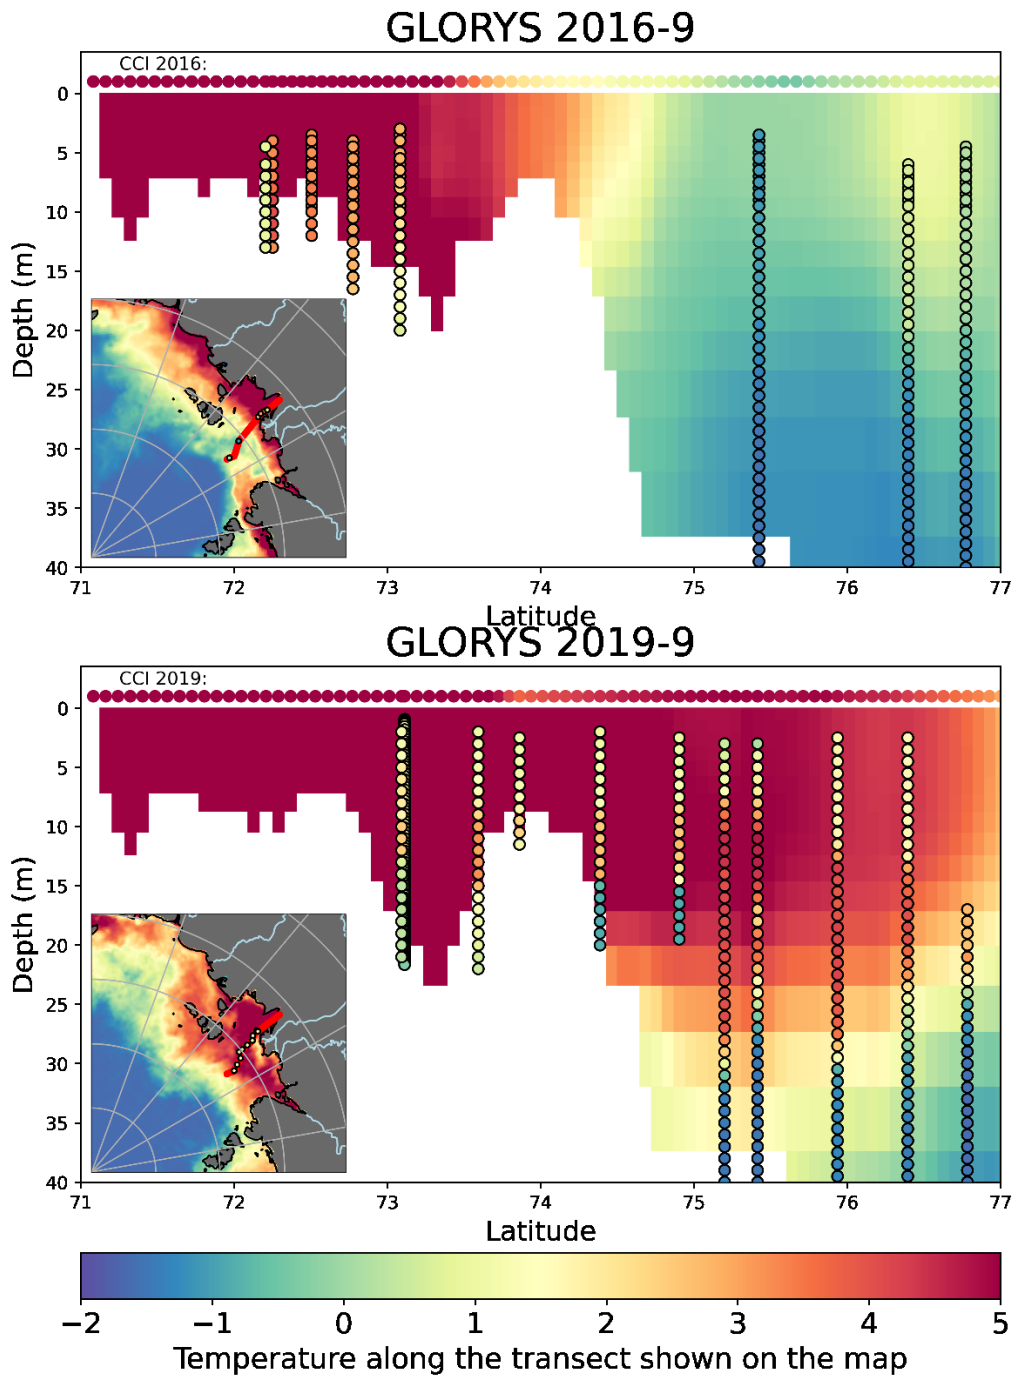 GLORYS 2016-9
CCI 2016:
0
5
10
15
20
25
30
35
40
Depth (m)
71 72 73 74 75 76 77
Latitude
GLORYS 2019-9
CCI 2019:
0
5
10
15
20
25
30
35
40
Depth (m)
71 72 73 74 75 76 77
Latitude
−2 −1 0 1 2 3 4 5
Temperature along the transect shown on the map